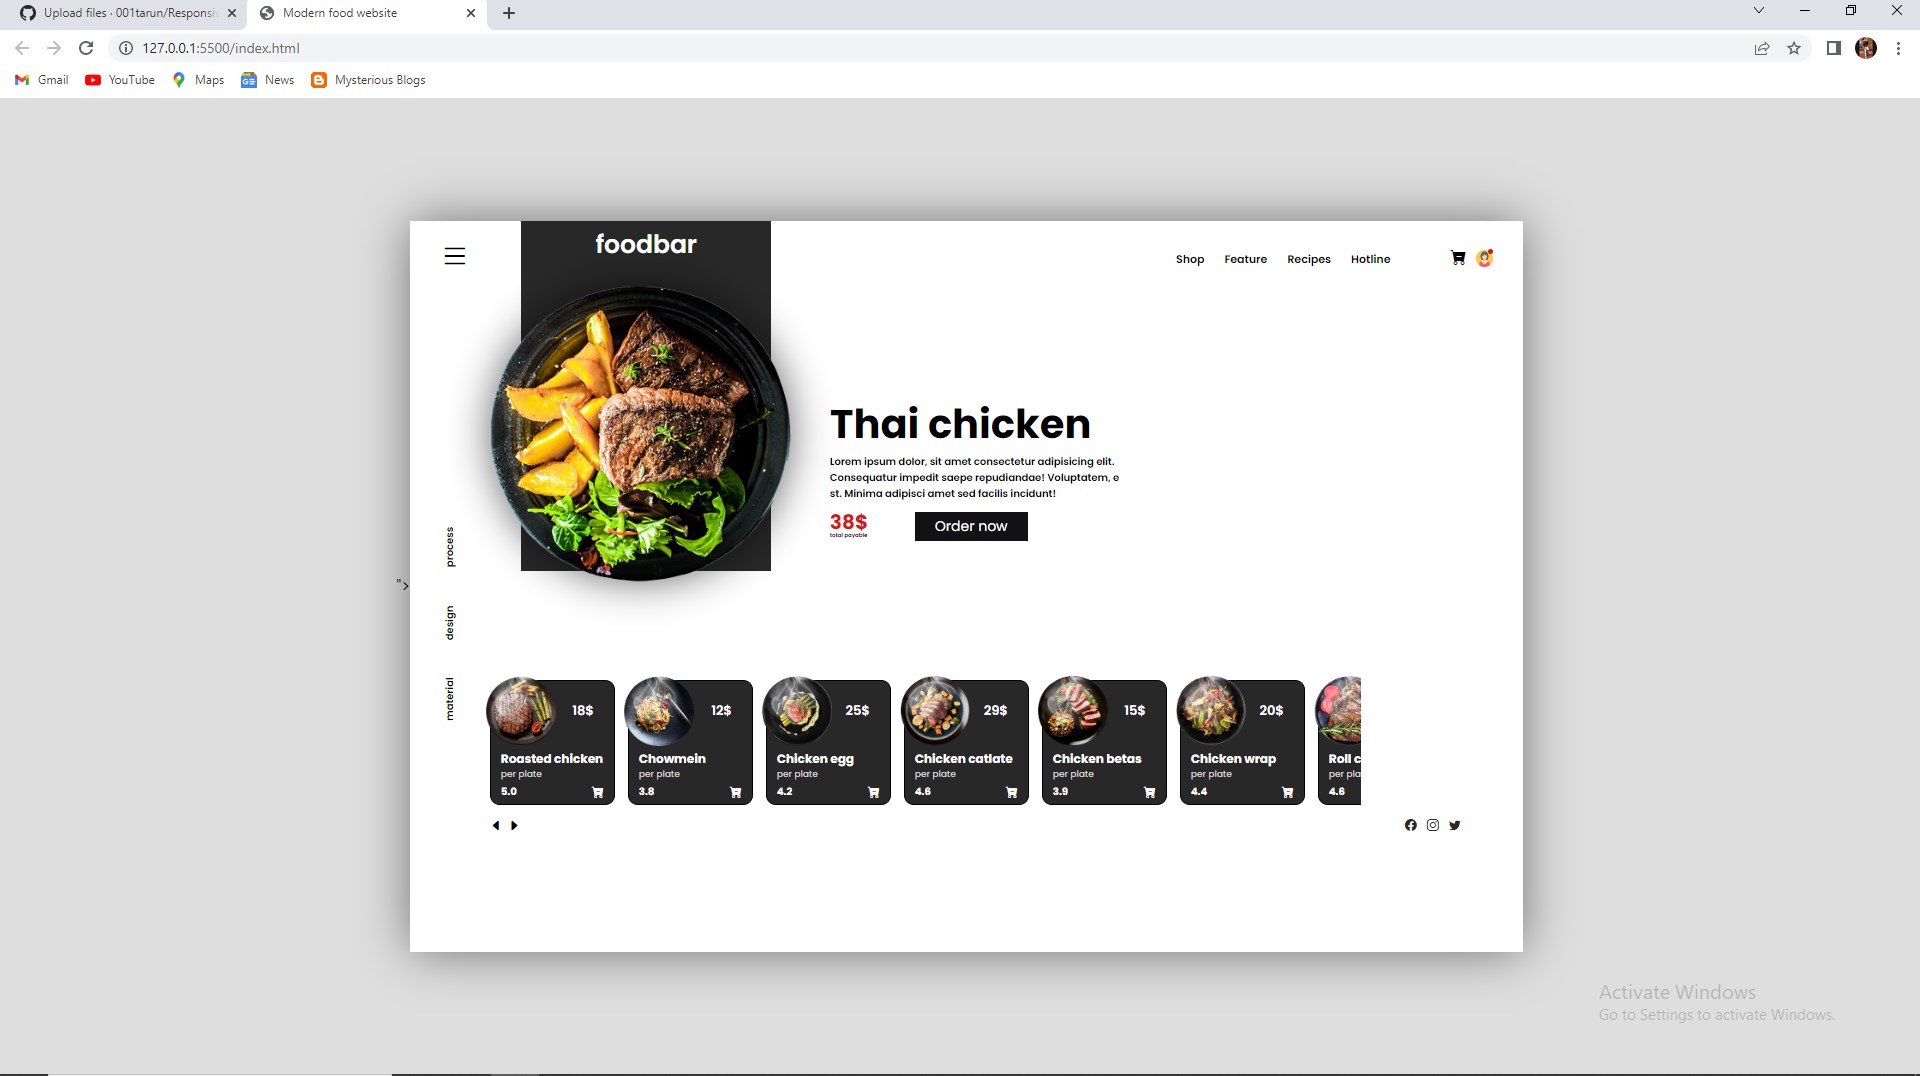 Upload files · 001tarun/Responsi
Modern food website
127.0.0.1:5500/index.html
Gmail
YouTube
Maps
News
Mysterious Blogs
foodbar
Shop
Feature
Recipes
Hotline
Thai chicken
Lorem ipsum dolor, sit amet consectetur adipisicing elit.
Consequatur impedit saepe repudiandae! Voluptatem, e
st. Minima adipisci amet sed facilis incidunt!
38$
total payable
Order now
process
">
design
material
18$
Roasted chicken
per plate
5.0
12$
Chowmein
per plate
3.8
25$
Chicken egg
per plate
4.2
29$
Chicken catlate
per plate
4.6
15$
Chicken betas
per plate
3.9
20$
Chicken wrap
per plate
4.4
Roll c
per pla
4.6
Activate Windows
Go to Settings to activate Windows.